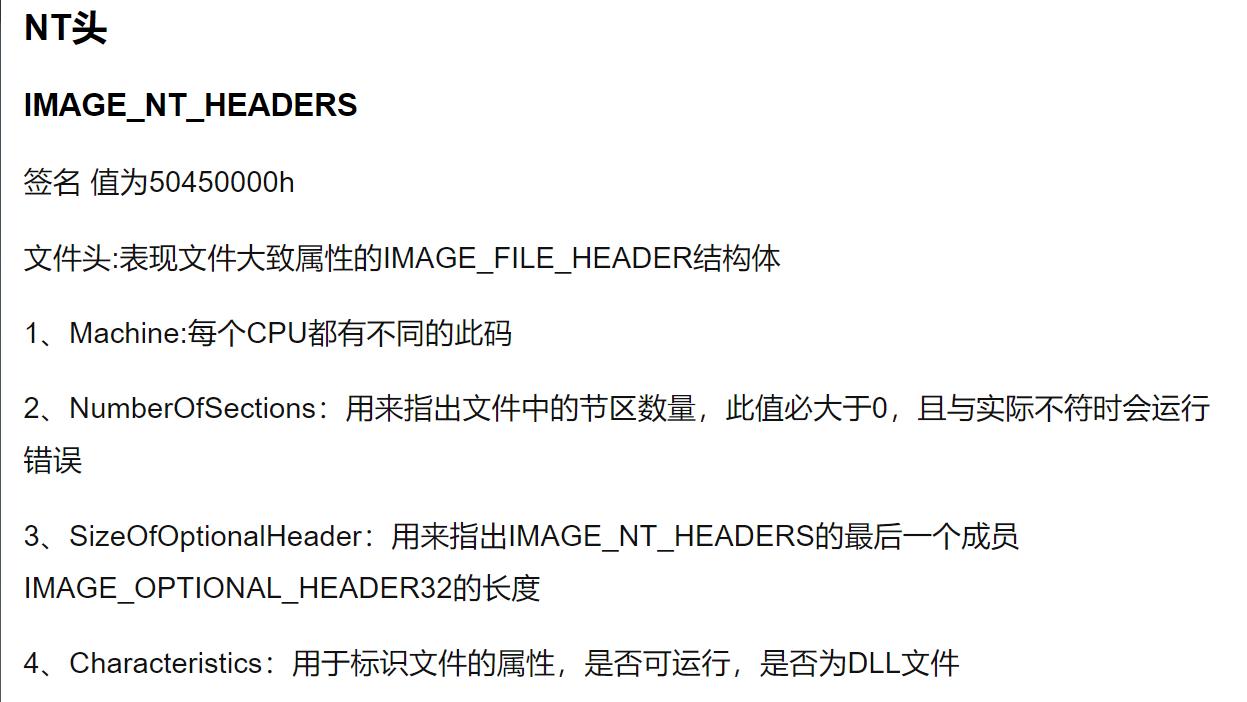 NT头
IMAGE_NT_HEADERS
签名 值为50450000h
文件头:表现文件大致属性的IMAGE_FILE_HEADER结构体
1、Machine:每个CPU都有不同的此码
2、NumberOfSections：用来指出文件中的节区数量，此值必大于0，且与实际不符时会运行
错误
3、SizeOfOptionalHeader：用来指出IMAGE_NT_HEADERS的最后一个成员
IMAGE_OPTIONAL_HEADER32的长度
4、Characteristics：用于标识文件的属性，是否可运行，是否为DLL文件